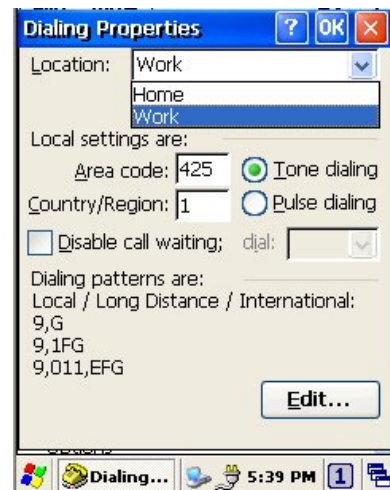 Dialing Properties ? OK
Location: Work
Home
Work
Local settings are:
Area code: 425 Tone dialing
Country/Region: 1 Pulse dialing
Disable call waiting; dial:
Dialing patterns are:
Local / Long Distance / International:
9,G
9,1FG
9,011,EFG
Edit...
Dialing... 5:39 PM 1